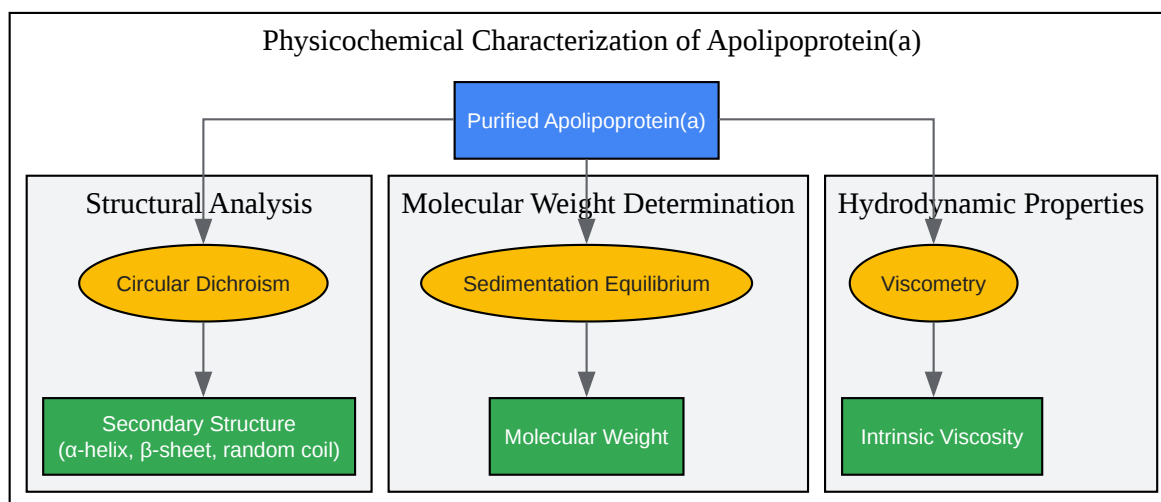 Physicochemical Characterization of Apolipoprotein(a)
Purified Apolipoprotein(a)
Structural Analysis
Molecular Weight Determination
Hydrodynamic Properties
Circular Dichroism
Sedimentation Equilibrium
Viscometry
Secondary Structure
(α-helix, β-sheet, random coil)
Molecular Weight
Intrinsic Viscosity